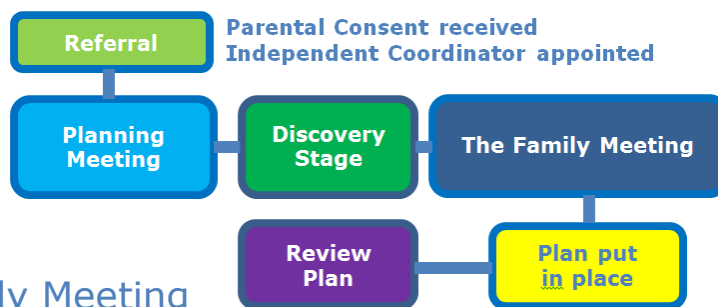 Referral
Parental Consent received
Independent Coordinator appointed
Planning
Meeting
Discovery
Stage
The Family Meeting
Review
Plan
Plan put
in place
ly Meeting